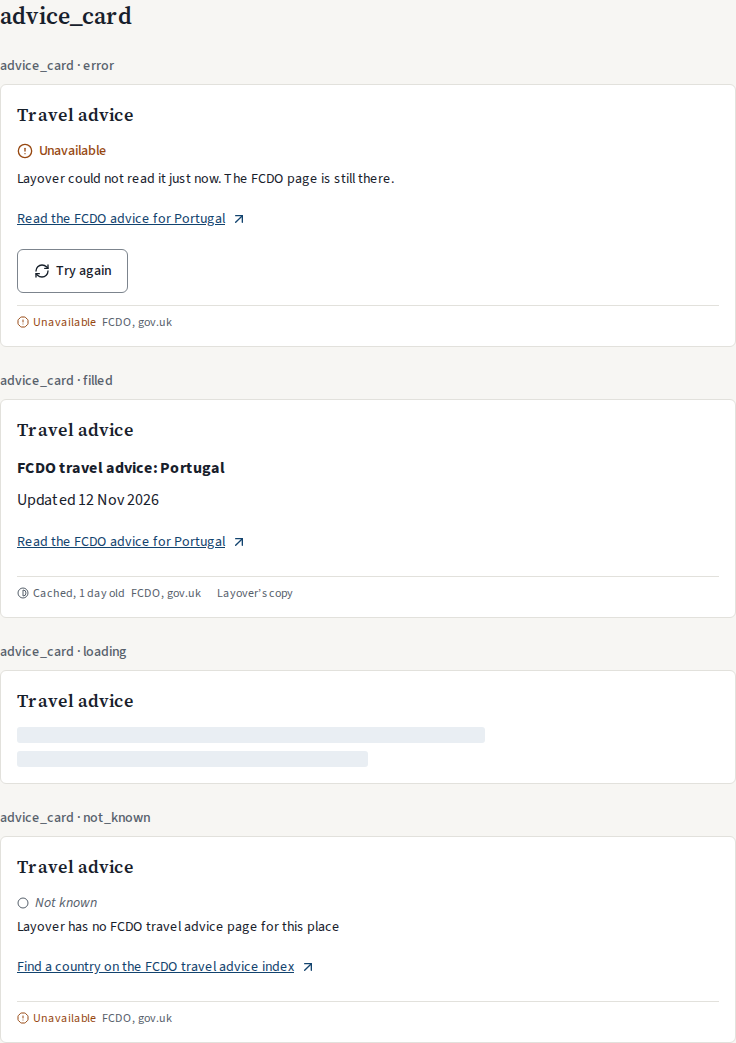 advice_card
advice_card · error
Travel advice
Unavailable
Layover could not read it just now. The FCDO page is still there.
Read the FCDO advice for Portugal
Try again
Unavailable FCDO, gov.uk
advice_card · filled
Travel advice
FCDO travel advice: Portugal
Updated 12 Nov 2026
Read the FCDO advice for Portugal
Cached, 1 day old FCDO, gov.uk Layover's copy
advice_card · loading
Travel advice
advice_card · not_known
Travel advice
Not known
Layover has no FCDO travel advice page for this place
Find a country on the FCDO travel advice index
Unavailable FCDO, gov.uk